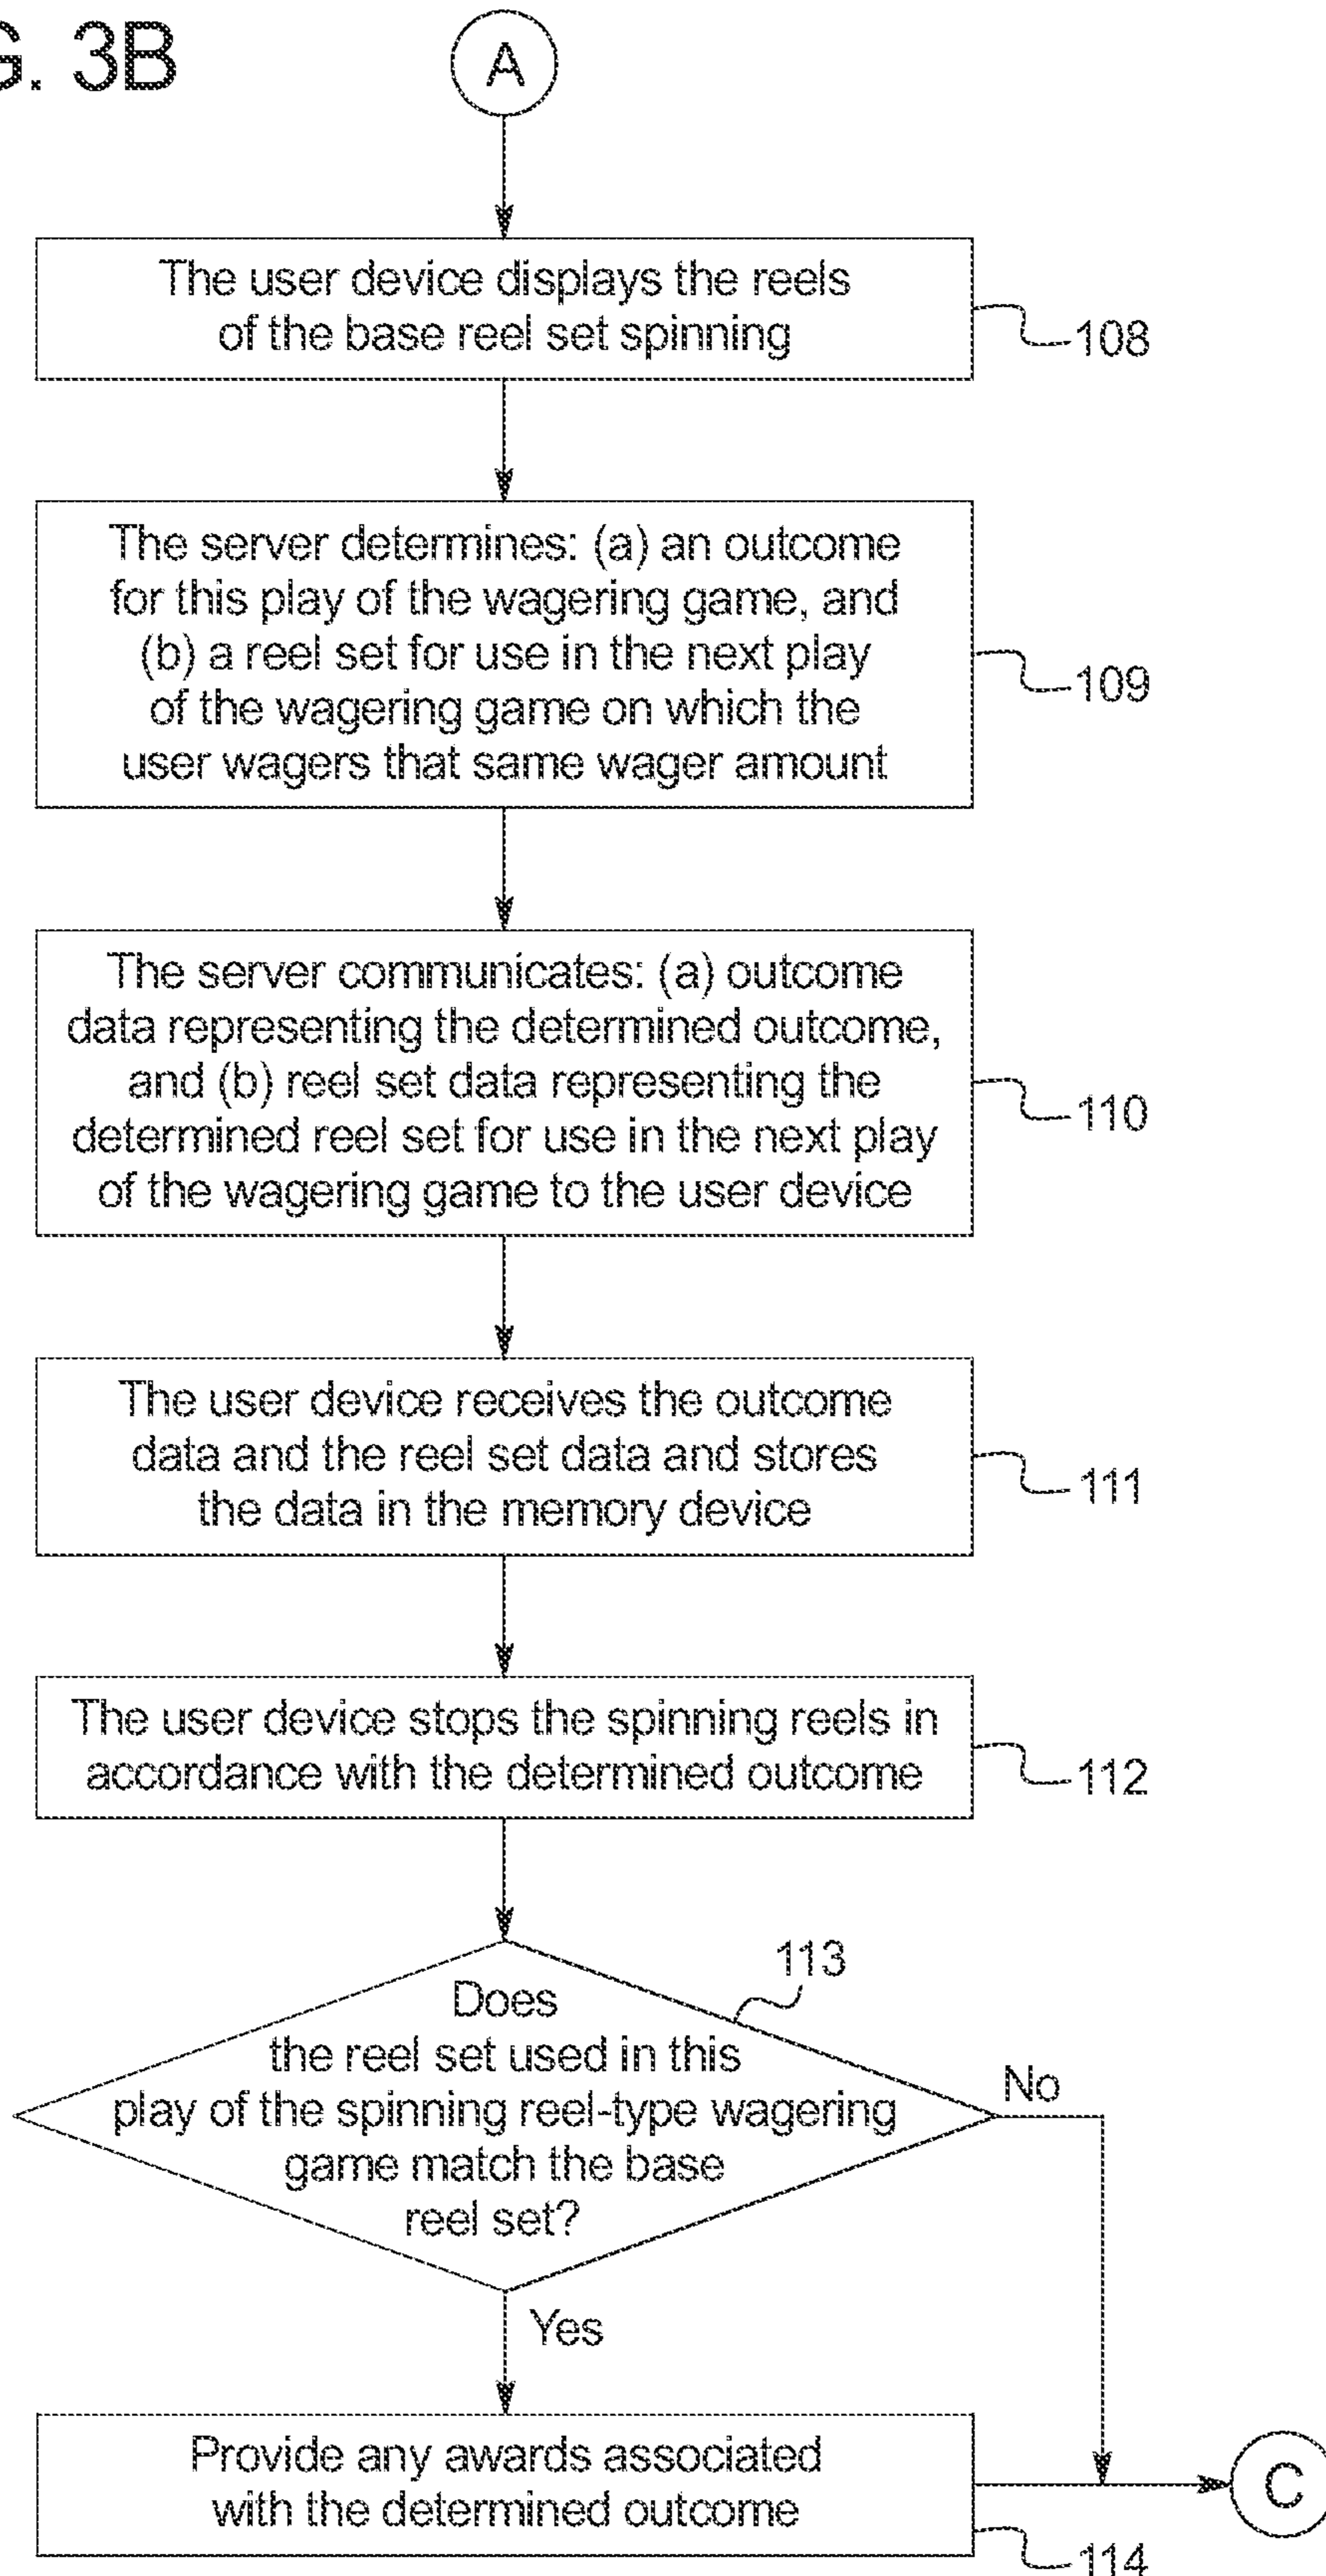 G. 3B
A
The user device displays the reels
of the base reel set spinning
108
The server determines: (a) an outcome
for this play of the wagering game, and
(b) a reel set for use in the next play
of the wagering game on which the
user wagers that same wager amount
109
The server communicates: (a) outcome
data representing the determined outcome,
and (b) reel set data representing the
determined reel set for use in the next play
of the wagering game to the user device
110
The user device receives the outcome
data and the reel set data and stores
the data in the memory device
111
The user device stops the spinning reels in
accordance with the determined outcome
112
113
Does
the reel set used in this
play of the spinning reel-type wagering
game match the base
reel set?
No
Yes
Provide any awards associated
with the determined outcome
C
114